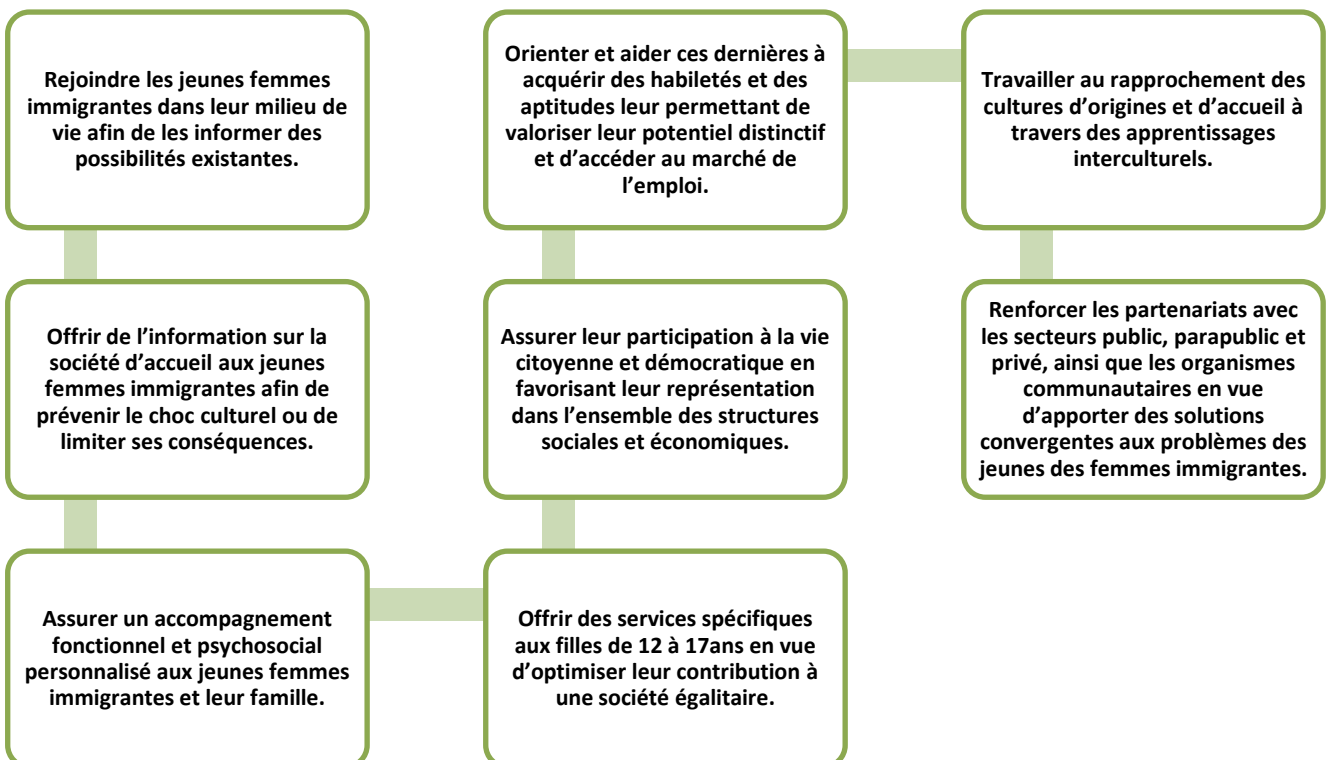 Rejoindre les jeunes femmes
immigrantes dans leur milieu de
vie afin de les informer des
possibilités existantes.
Offrir de l’information sur la
société d’accueil aux jeunes
femmes immigrantes afin de
prévenir le choc culturel ou de
limiter ses conséquences.
Assurer un accompagnement
fonctionnel et psychosocial
personnalisé aux jeunes femmes
immigrantes et leur famille.
Offrir des services spécifiques
aux filles de 12 à 17ans en vue
d’optimiser leur contribution à
une société égalitaire.
Assurer leur participation à la vie
citoyenne et démocratique en
favorisant leur représentation
dans l’ensemble des structures
sociales et économiques.
Orienter et aider ces dernières à
acquérir des habiletés et des
aptitudes leur permettant de
valoriser leur potentiel distinctif
et d’accéder au marché de
l’emploi.
Travailler au rapprochement des
cultures d’origines et d’accueil à
travers des apprentissages
interculturels.
Renforcer les partenariats avec
les secteurs public, parapublic et
privé, ainsi que les organismes
communautaires en vue
d’apporter des solutions
convergentes aux problèmes des
jeunes des femmes immigrantes.